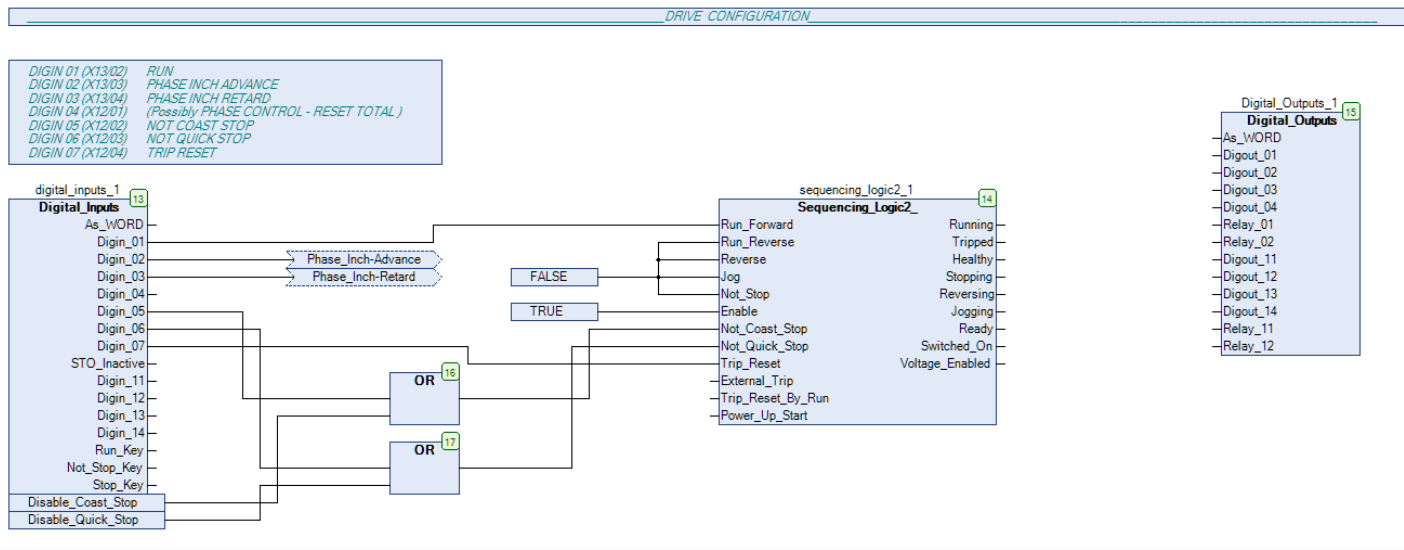 DRIVE CONFIGURATION
DIGIN 01 (X13/02) RUN
DIGIN 02 (X13/03) PHASE INCH ADVANCE
DIGIN 03 (X13/04) PHASE INCH RETARD
DIGIN 04 (X12/01) (Possibly PHASE CONTROL - RESET TOTAL )
DIGIN 05 (X12/02) NOT COAST STOP
DIGIN 06 (X12/03) NOT QUICK STOP
DIGIN 07 (X12/04) TRIP RESET
digital_inputs_1
13
Digital_Inputs
As_WORD
Digin_01
Digin_02
Digin_03
Digin_04
Digin_05
Digin_06
Digin_07
STO_Inactive
Digin_11
Digin_12
Digin_13
Digin_14
Run_Key
Not_Stop_Key
Stop_Key
Disable_Coast_Stop
Disable_Quick_Stop
Phase_Inch-Advance
Phase_Inch-Retard
OR
16
OR
17
FALSE
TRUE
sequencing_logic2_1
14
Sequencing_Logic2_
Run_Forward Running
Run_Reverse Tripped
Reverse Healthy
Jog Stopping
Not_Stop Reversing
Enable Jogging
Not_Coast_Stop Ready
Not_Quick_Stop Switched_On
Trip_Reset Voltage_Enabled
External_Trip
Trip_Reset_By_Run
Power_Up_Start
Digital_Outputs_1
15
Digital_Outputs
As_WORD
Digout_01
Digout_02
Digout_03
Digout_04
Relay_01
Relay_02
Digout_11
Digout_12
Digout_13
Digout_14
Relay_11
Relay_12